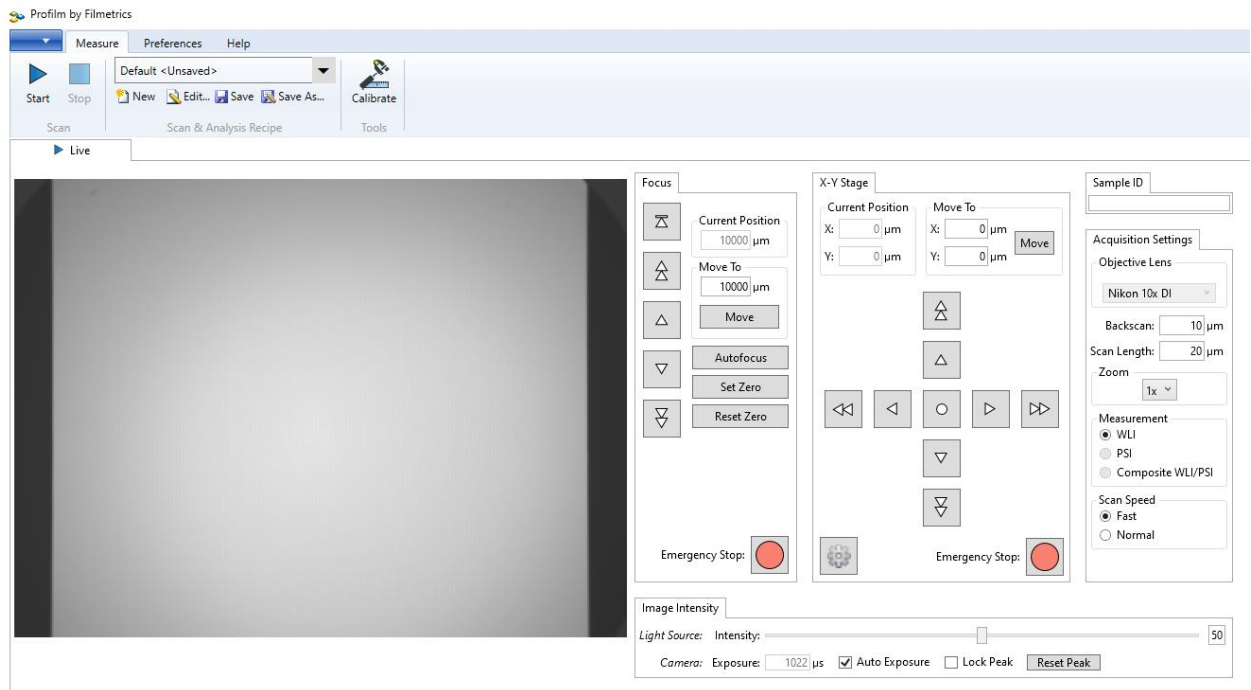 Profilm by Filmetrics
Measure Preferences Help
Default <Unsaved>
Start Stop New Edit... Save Save As... Calibrate
Scan Scan & Analysis Recipe Tools
Live
Focus
Current Position
10000 µm
Move To
10000 µm
Move
Autofocus
Set Zero
Reset Zero
Emergency Stop:
X-Y Stage
Current Position Move To
X: 0 µm X: 0 µm
Y: 0 µm Y: 0 µm
Move
Emergency Stop:
Sample ID
Acquisition Settings
Objective Lens
Nikon 10x DI
Backscan: 10 µm
Scan Length: 20 µm
Zoom
1x
Measurement
WLI
PSI
Composite WLI/PSI
Scan Speed
Fast
Normal
Image Intensity
Light Source: Intensity: 50
Camera: Exposure: 1022 µs Auto Exposure Lock Peak Reset Peak